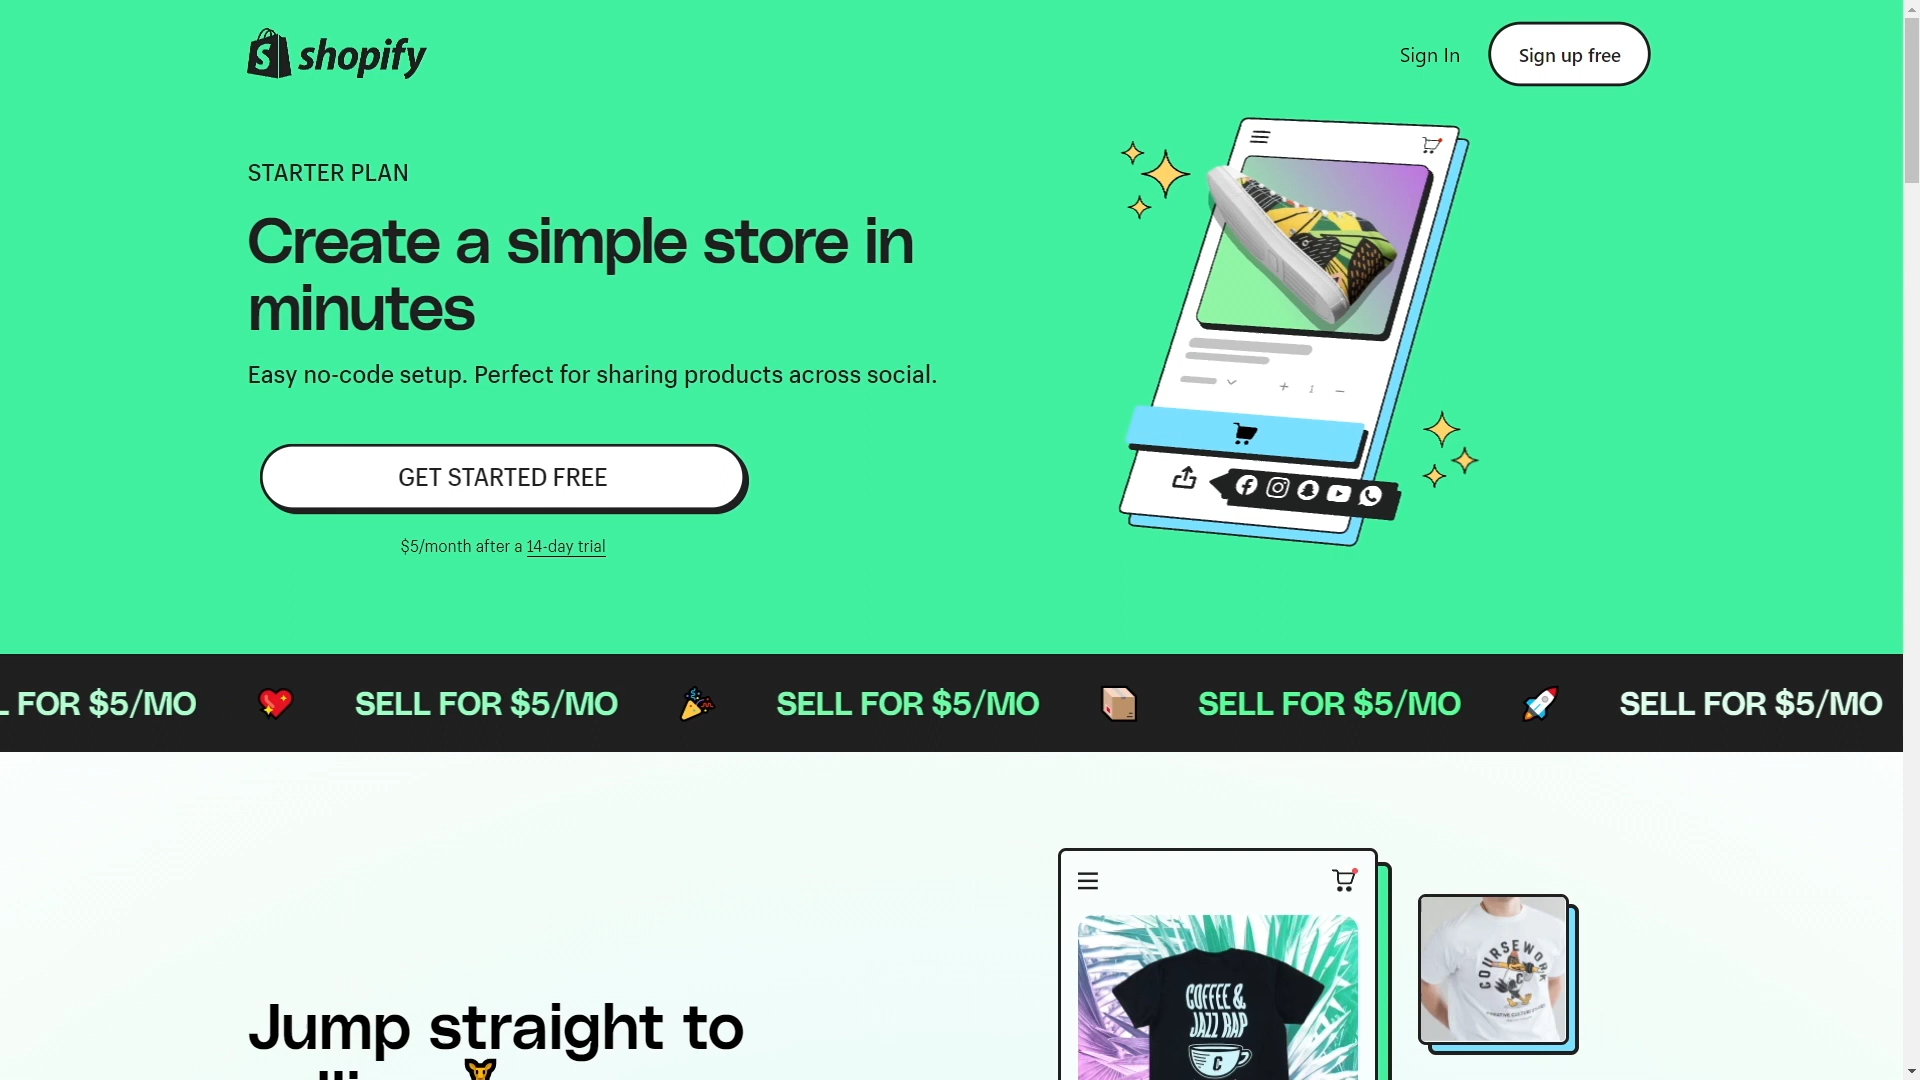 shopify
Sign In
Sign up free
STARTER PLAN
Create a simple store in
minutes
Easy no-code setup. Perfect for sharing products across social.
GET STARTED FREE
$5/month after a 14-day trial
1
L FOR $5/MO SELL FOR $5/MO SELL FOR $5/MO SELL FOR $5/MO SELL FOR $5/MO
Jump straight to
COFFEE &
JAZZ RAP
C
COURSEWORK
C